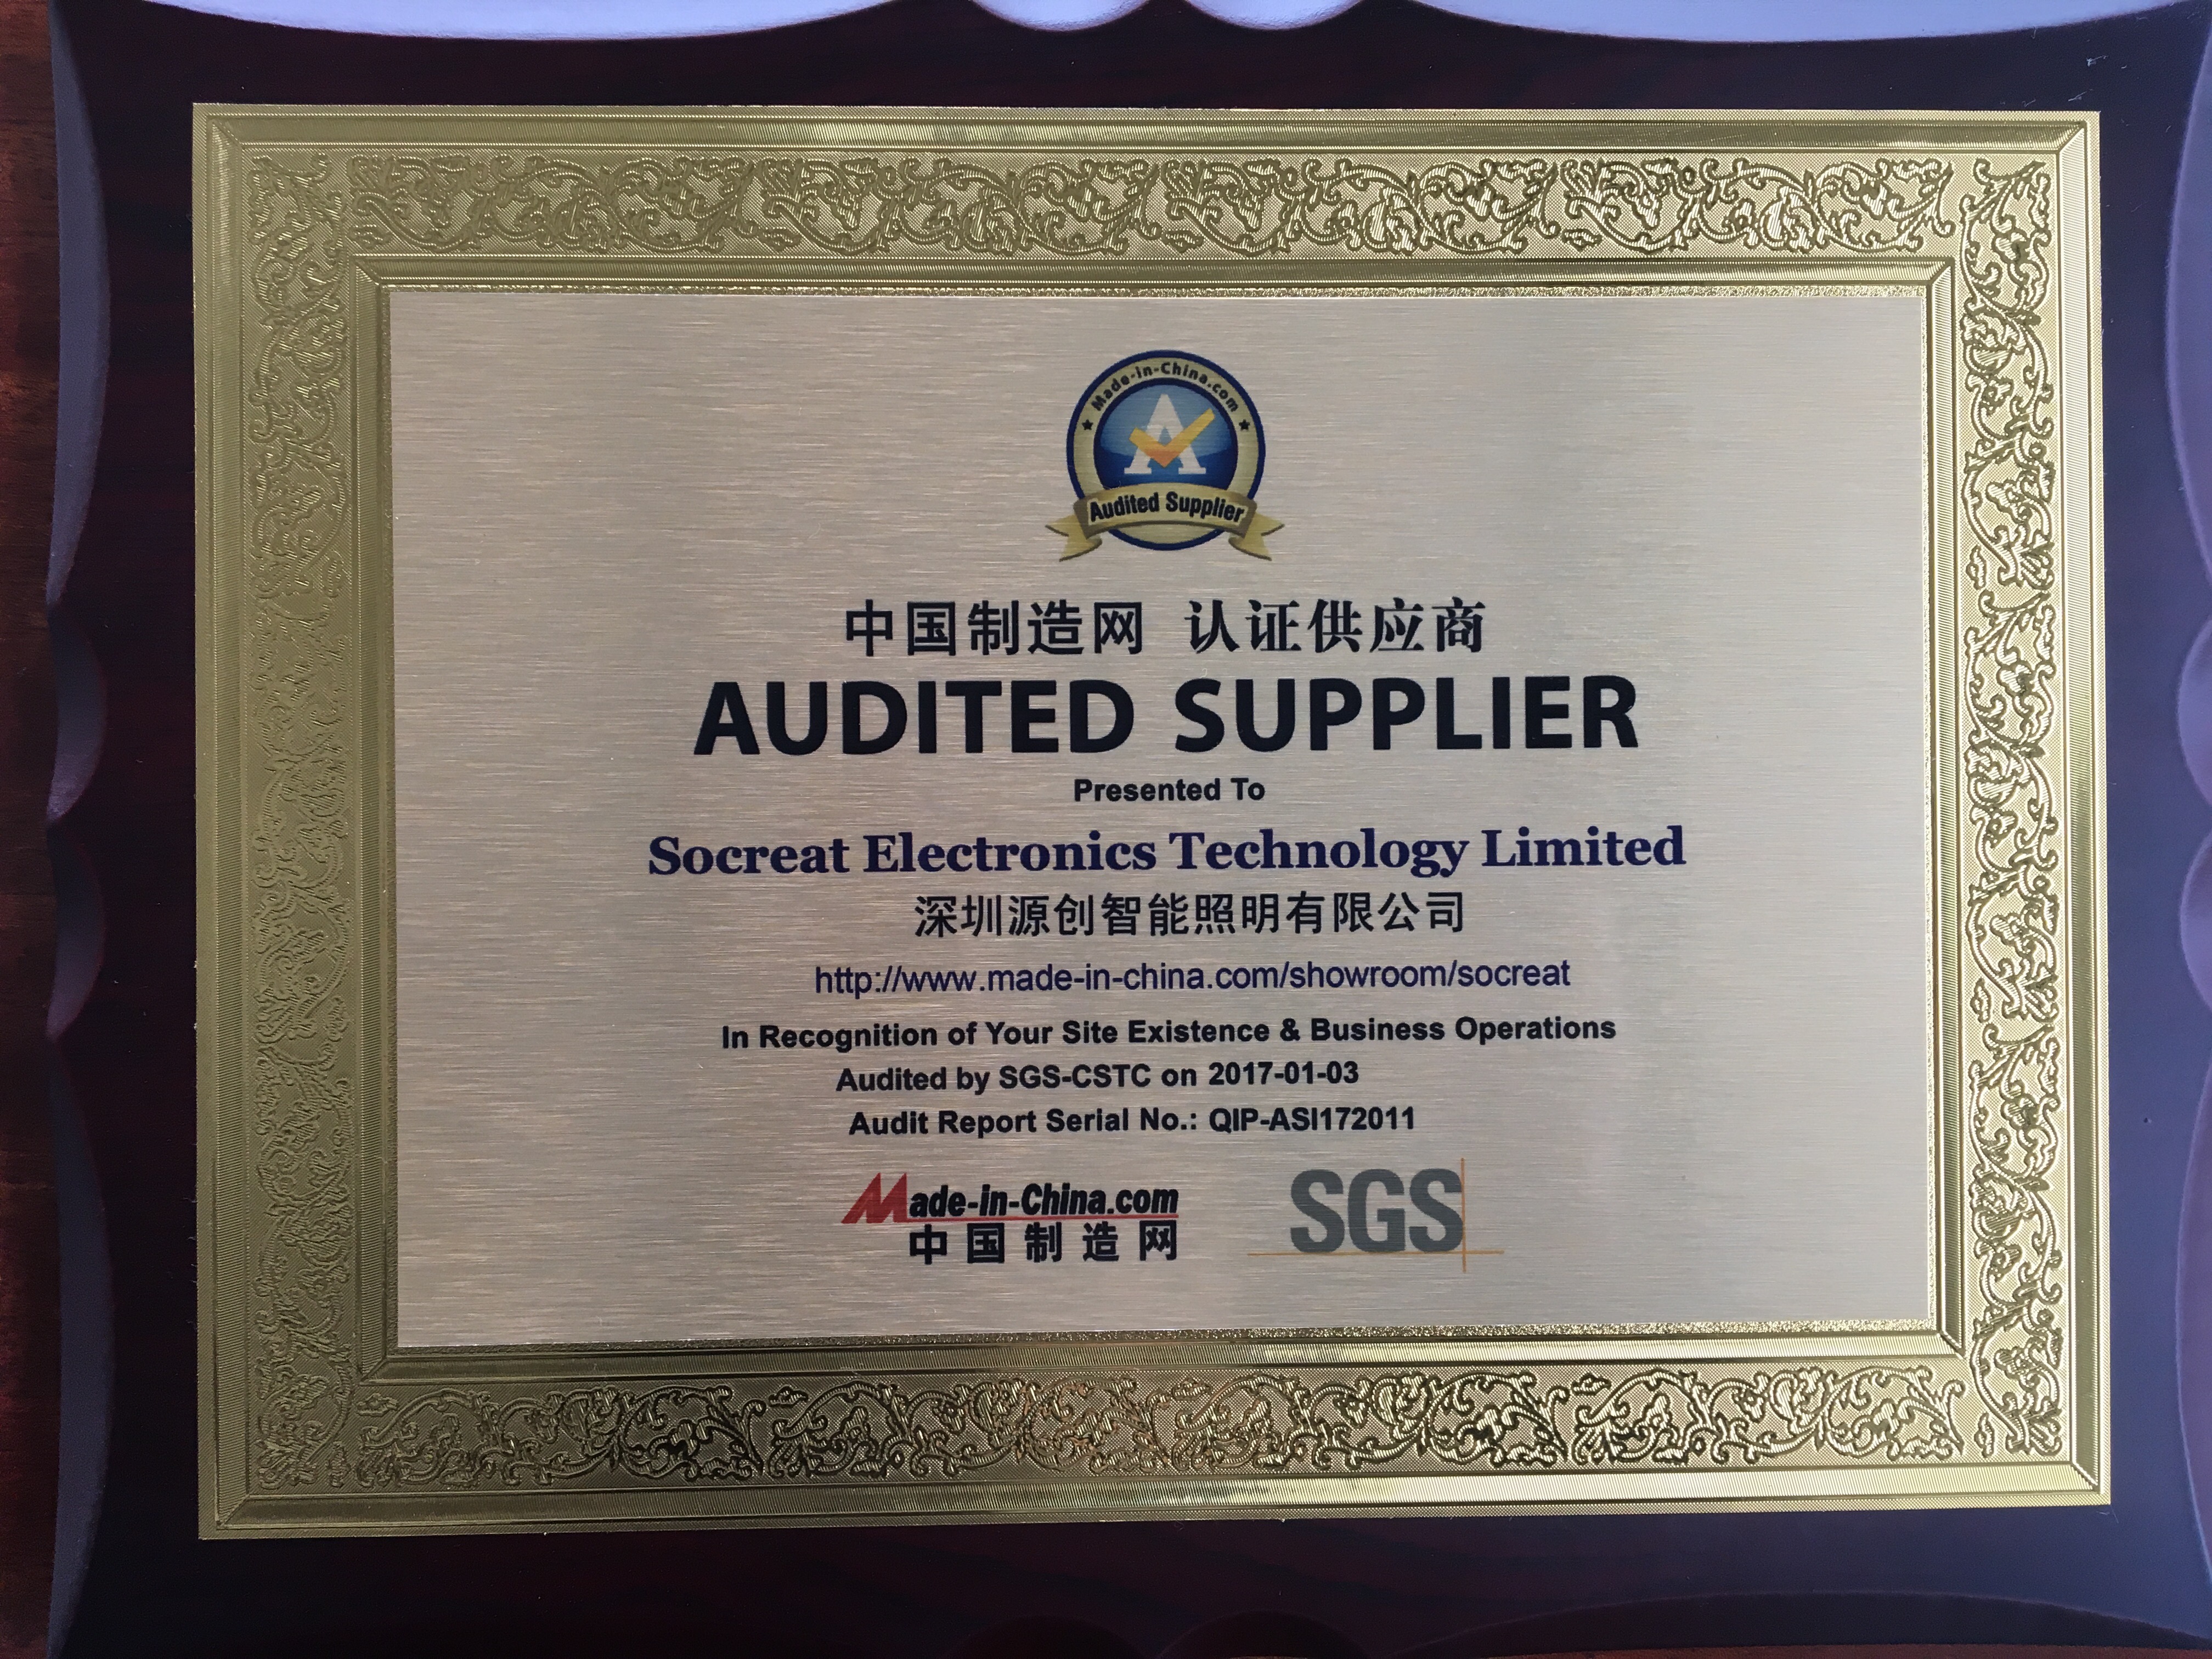 Made-in-China.com
A
Audited Supplier
中国制造网 认证供应商
AUDITED SUPPLIER
Presented To
Socreat Electronics Technology Limited
深圳源创智能照明有限公司
http://www.made-in-china.com/showroom/socreat
In Recognition of Your Site Existence & Business Operations
Audited by SGS-CSTC on 2017-01-03
Audit Report Serial No.: QIP-ASI172011
Made-in-China.com
中国制造网
SGS